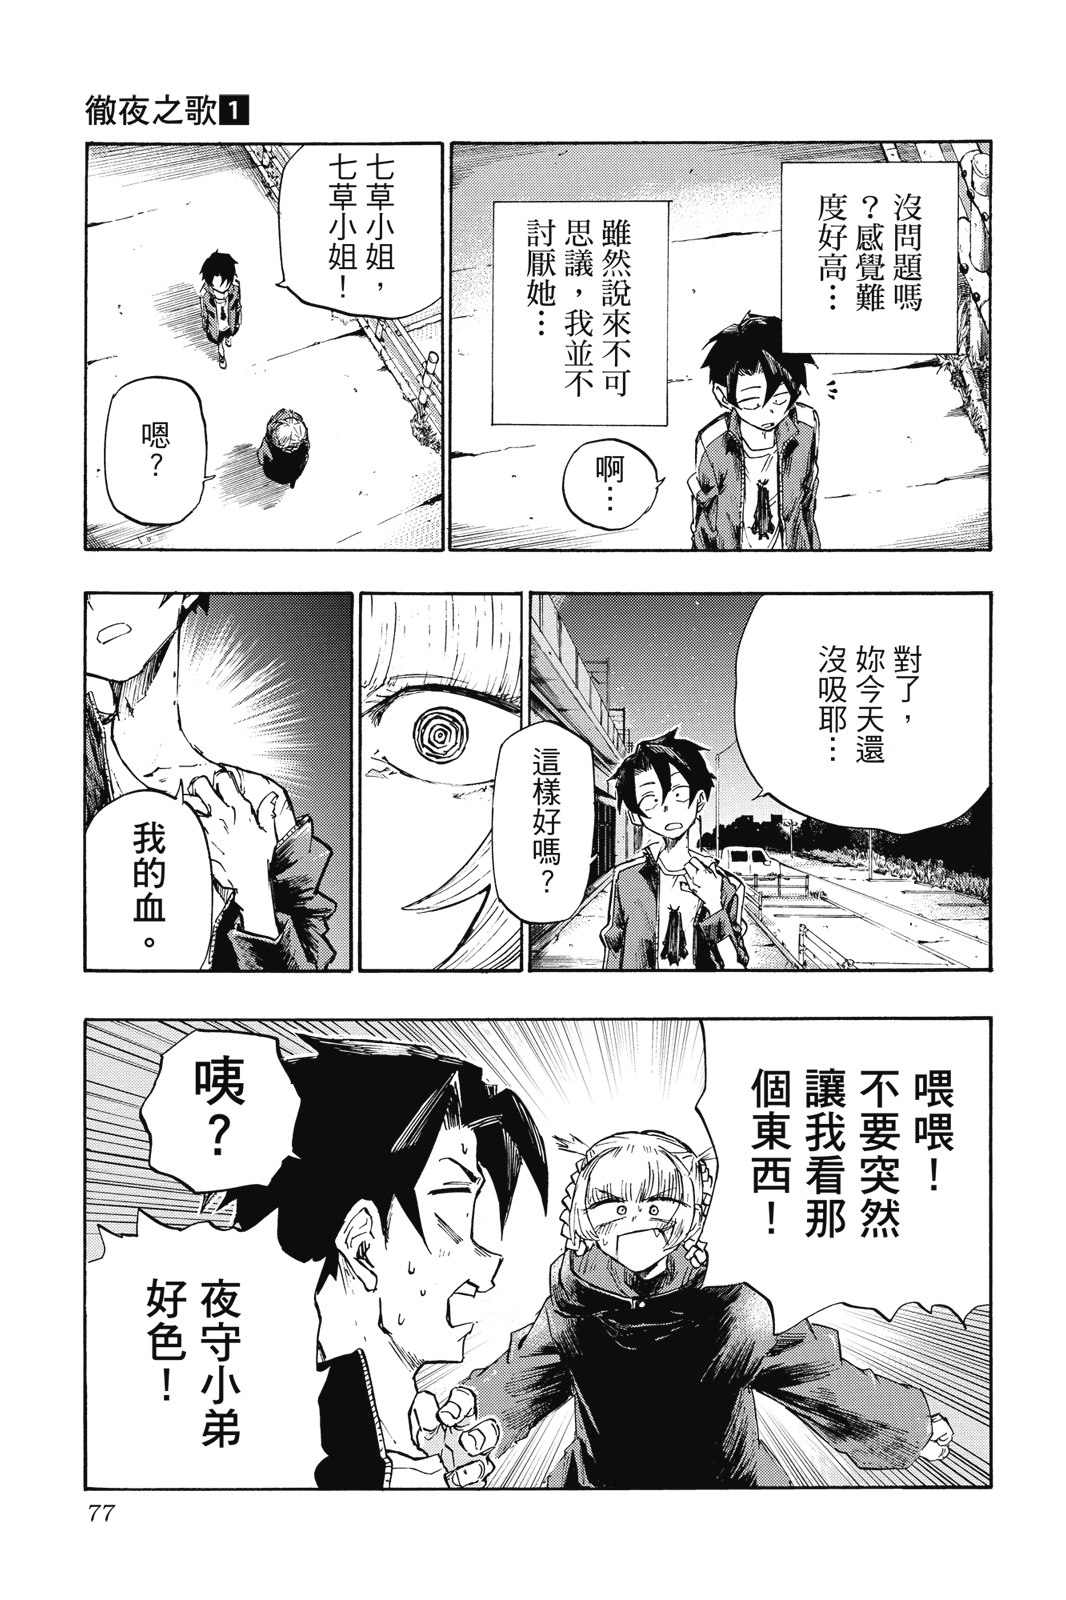 徹夜之歌1
沒問題嗎
？感覺難
度好高…
雖然說來不可
思議，我並不
討厭她…
啊…
七草小姐，
七草小姐！
嗯？
對了，
妳今天還
沒吸耶…
這樣好嗎？
我的血。
喂喂！
不要突然
讓我看那
個東西！
咦？
夜守小弟
好色！
77